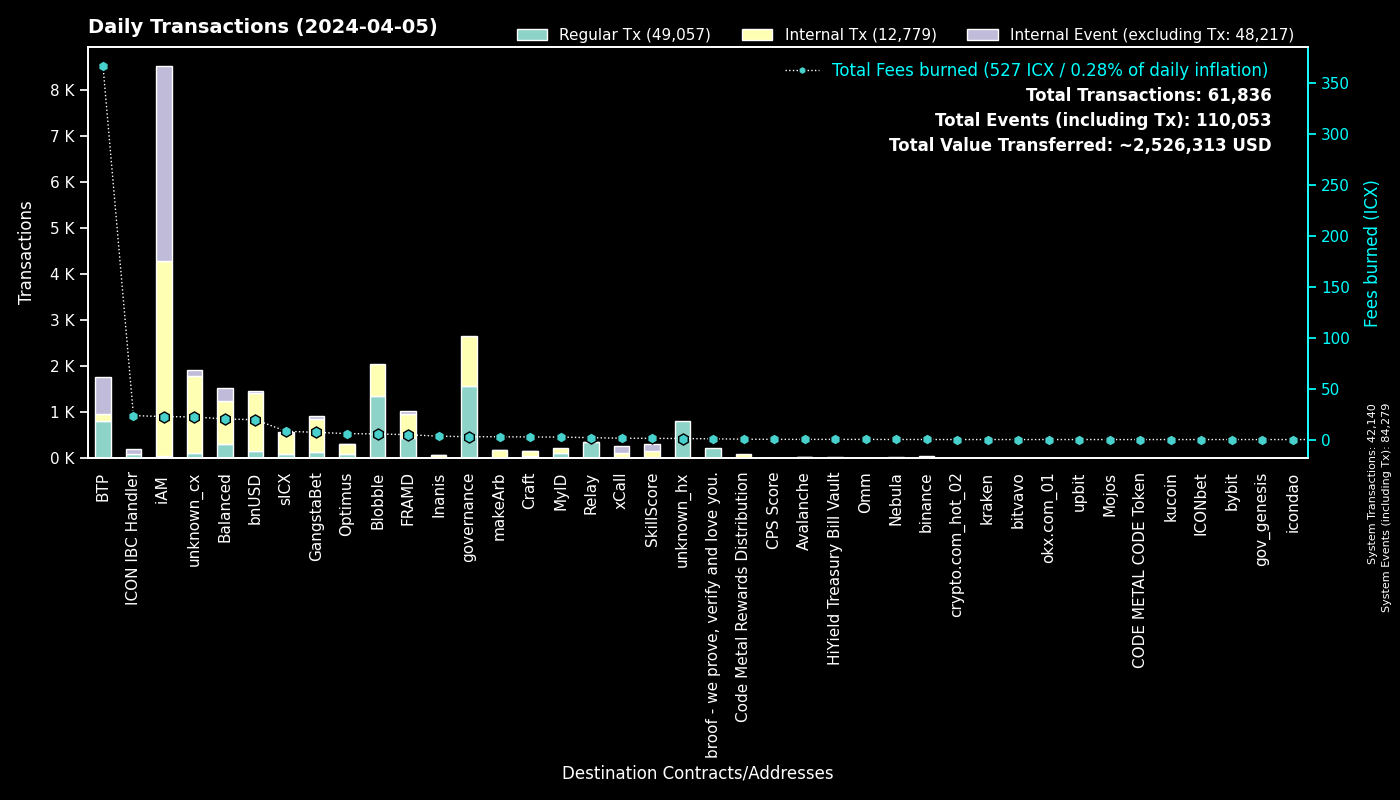 Daily Transactions (2024-04-05)
Regular Tx (49,057)
Internal Tx (12,779)
Internal Event (excluding Tx: 48,217)
Total Fees burned (527 ICX / 0.28% of daily inflation)
Total Transactions: 61,836
Total Events (including Tx): 110,053
Total Value Transferred: ~2,526,313 USD
Transactions
8 K
7 K
6 K
5 K
4 K
3 K
2 K
1 K
0 K
350
300
250
200
150
100
50
0
Fees burned (ICX)
System Transactions: 42,140
System Events (including Tx): 84,279
BTP
ICON IBC Handler
iAM
unknown_cx
Balanced
bnUSD
sICX
GangstaBet
Optimus
Blobble
FRAMD
Inanis
governance
makeArb
Craft
MyID
Relay
xCall
SkillScore
unknown_hx
broof - we prove, verify and love you.
Code Metal Rewards Distribution
CPS Score
Avalanche
HiYield Treasury Bill Vault
Omm
Nebula
binance
crypto.com_hot_02
kraken
bitvavo
okx.com_01
upbit
Mojos
CODE METAL CODE Token
kucoin
ICONbet
bybit
gov_genesis
icondao
Destination Contracts/Addresses